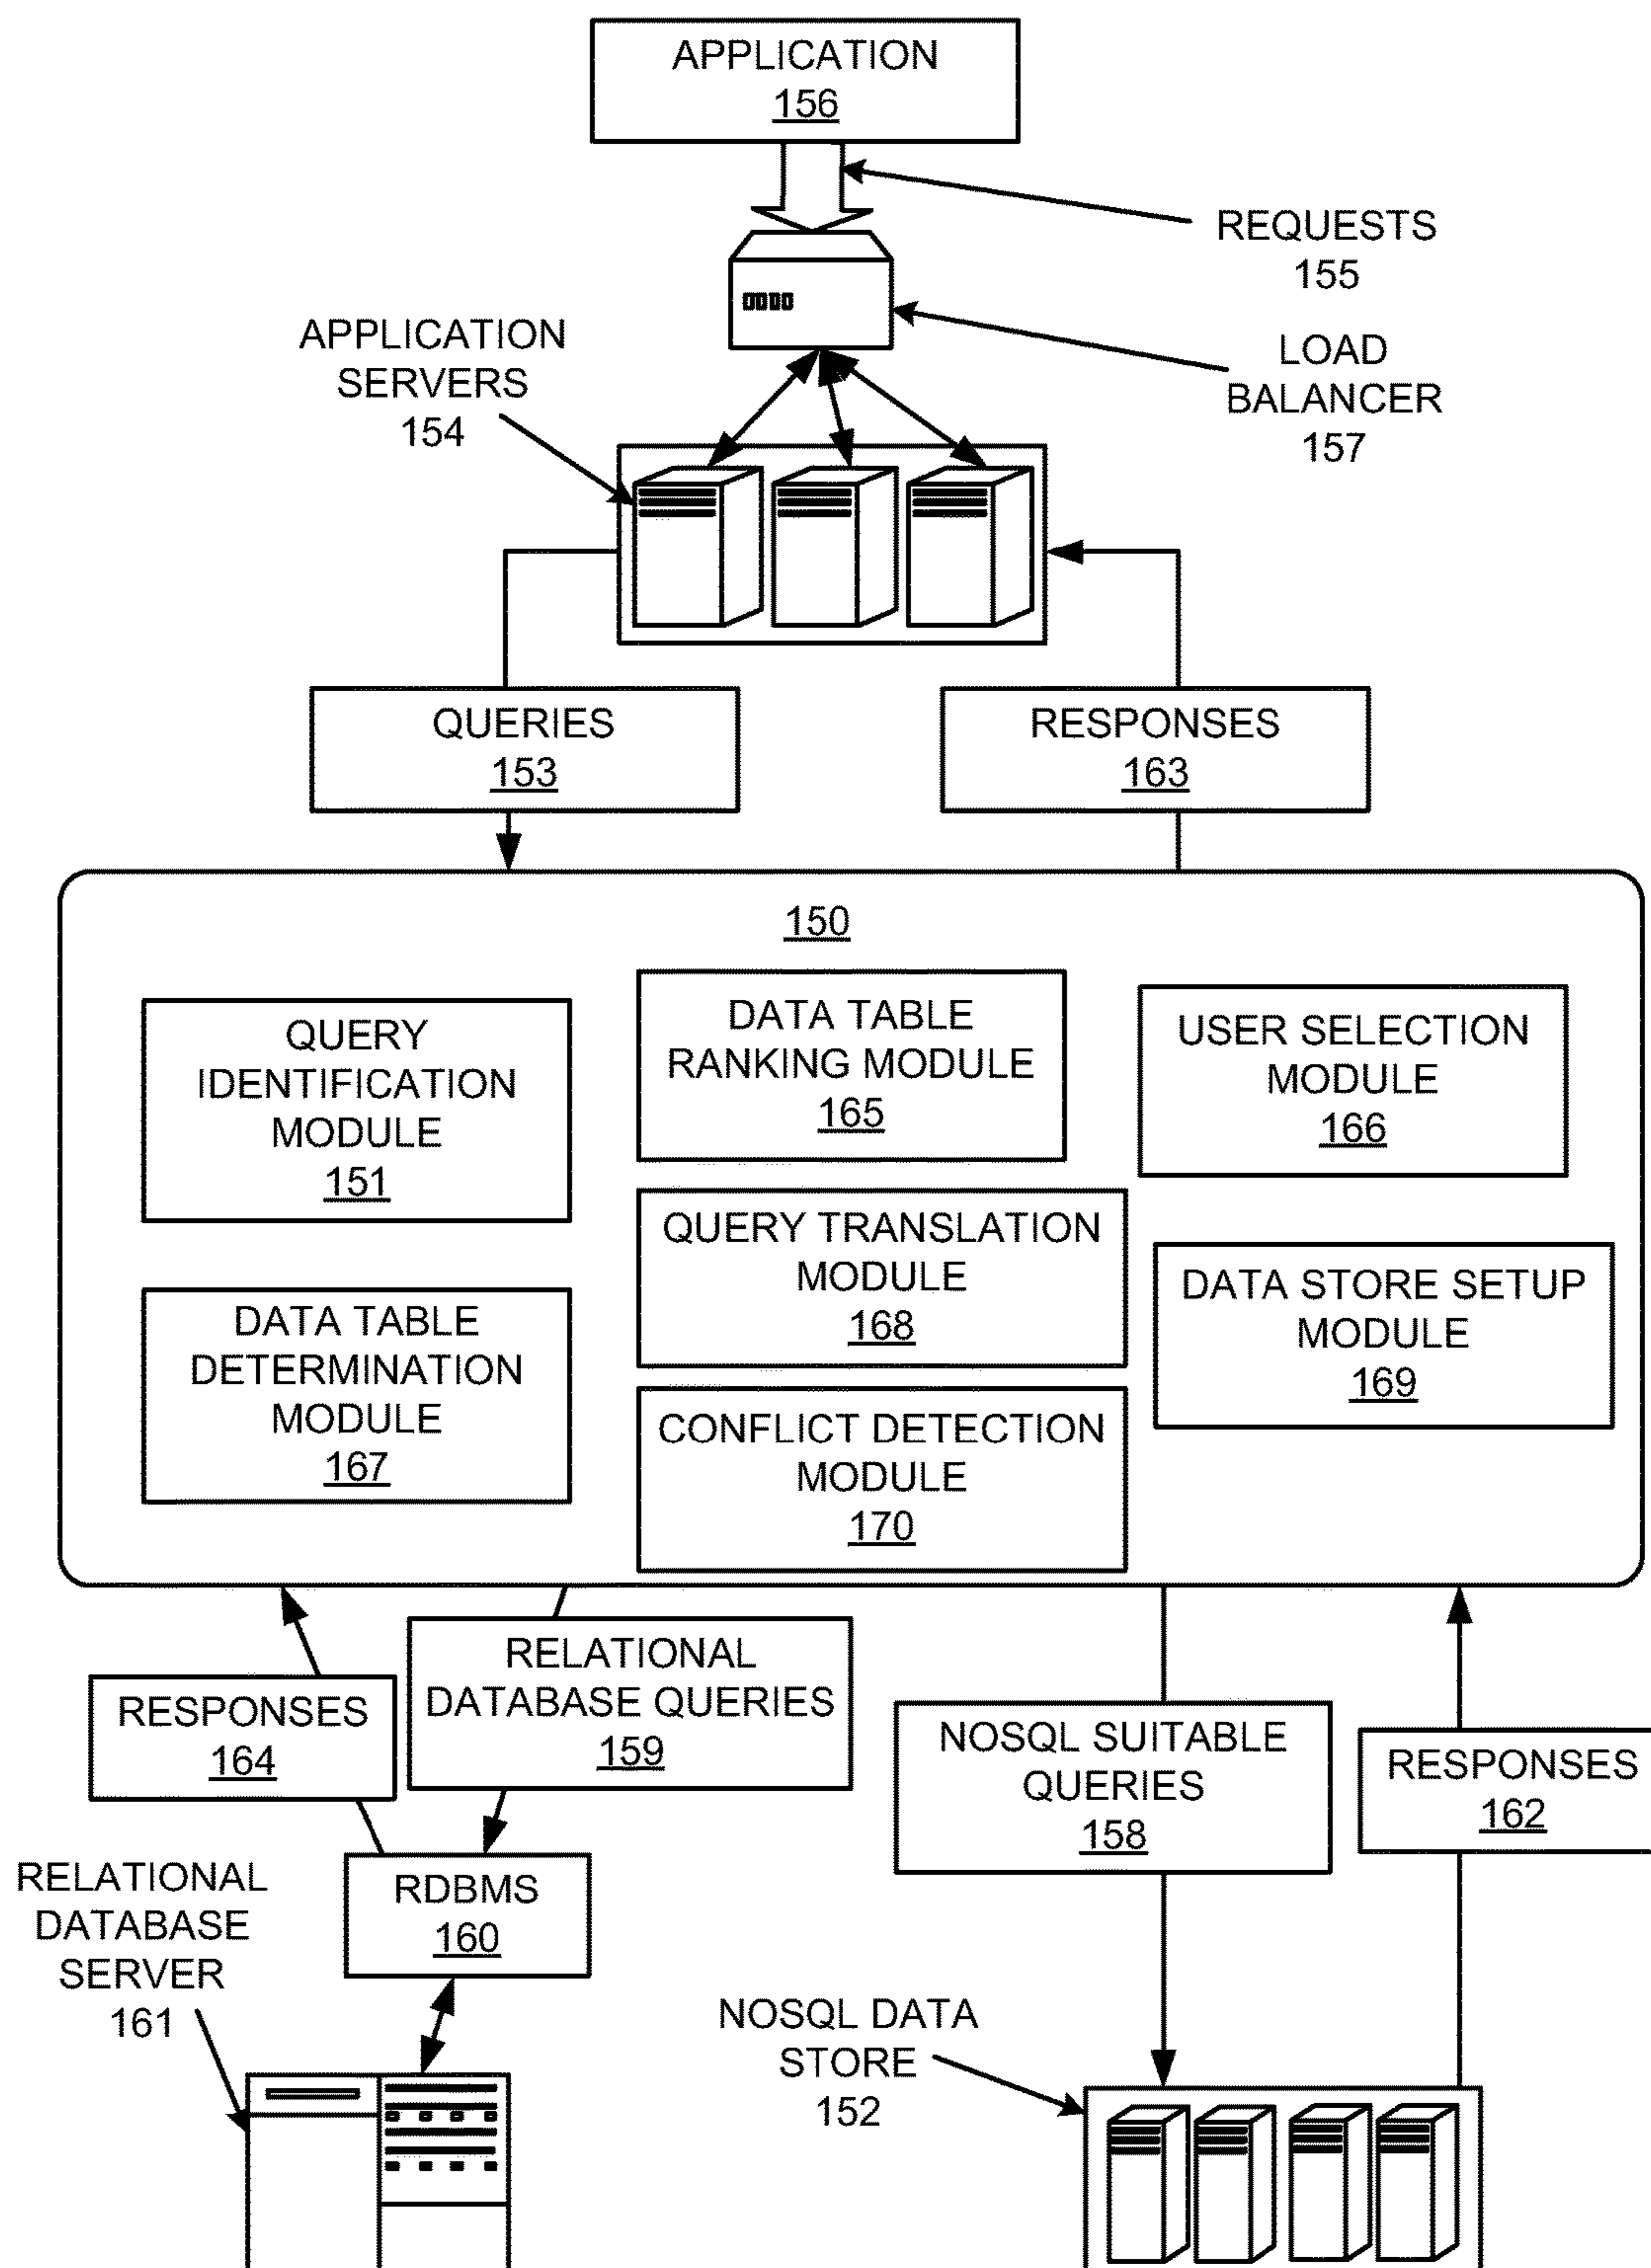 APPLICATION
156
REQUESTS
155
APPLICATION
SERVERS
154
LOAD
BALANCER
157
QUERIES
153
RESPONSES
163
150
QUERY
IDENTIFICATION
MODULE
151
DATA TABLE
RANKING MODULE
165
USER SELECTION
MODULE
166
QUERY TRANSLATION
MODULE
168
DATA STORE SETUP
MODULE
169
DATA TABLE
DETERMINATION
MODULE
167
CONFLICT DETECTION
MODULE
170
RESPONSES
164
RELATIONAL
DATABASE QUERIES
159
NOSQL SUITABLE
QUERIES
158
RESPONSES
162
RELATIONAL
DATABASE
SERVER
161
RDBMS
160
NOSQL DATA
STORE
152